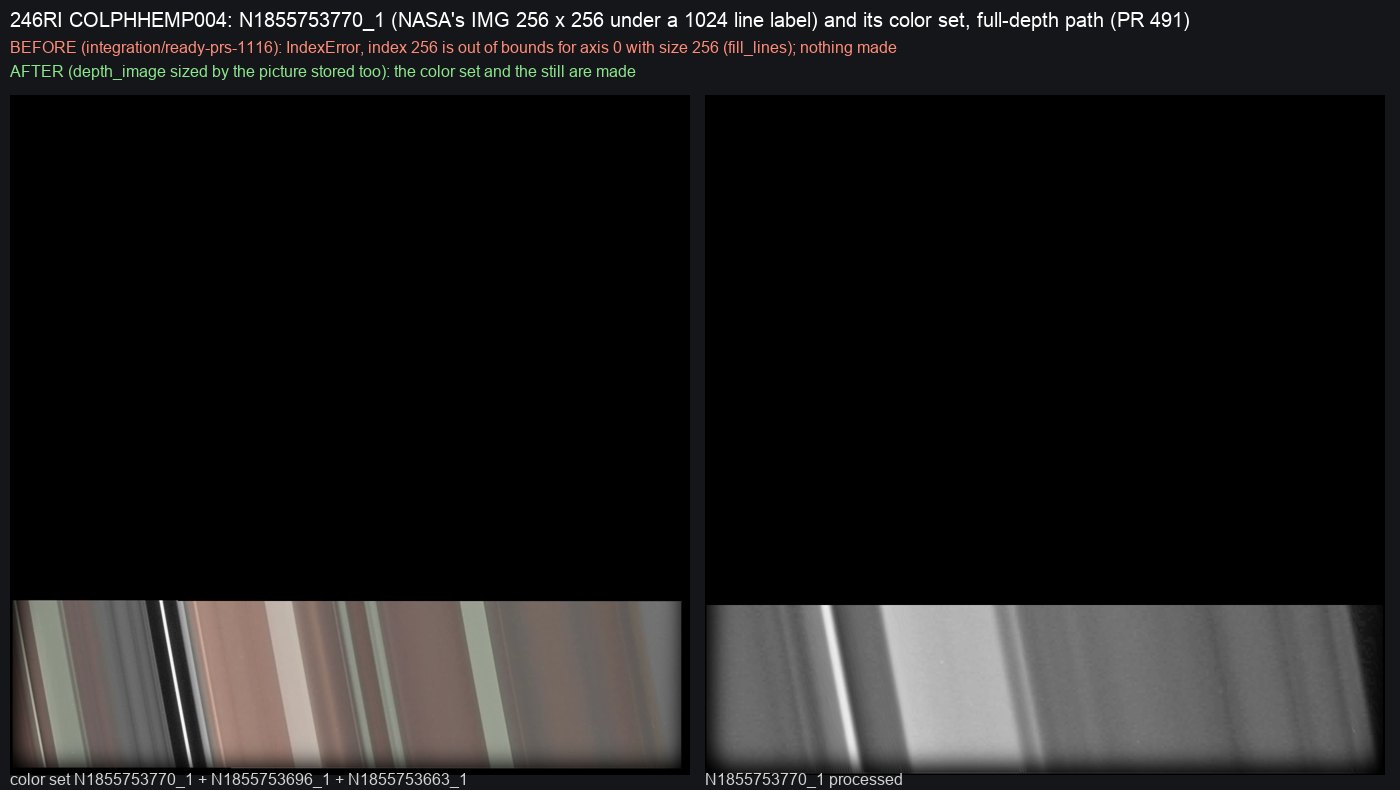 246RI COLPHHEMP004: N1855753770_1 (NASA's IMG 256 x 256 under a 1024 line label) and its color set, full-depth path (PR 491)
BEFORE (integration/ready-prs-1116): IndexError, index 256 is out of bounds for axis 0 with size 256 (fill_lines); nothing made
AFTER (depth_image sized by the picture stored too): the color set and the still are made
color set N1855753770_1 + N1855753696_1 + N1855753663_1
N1855753770_1 processed